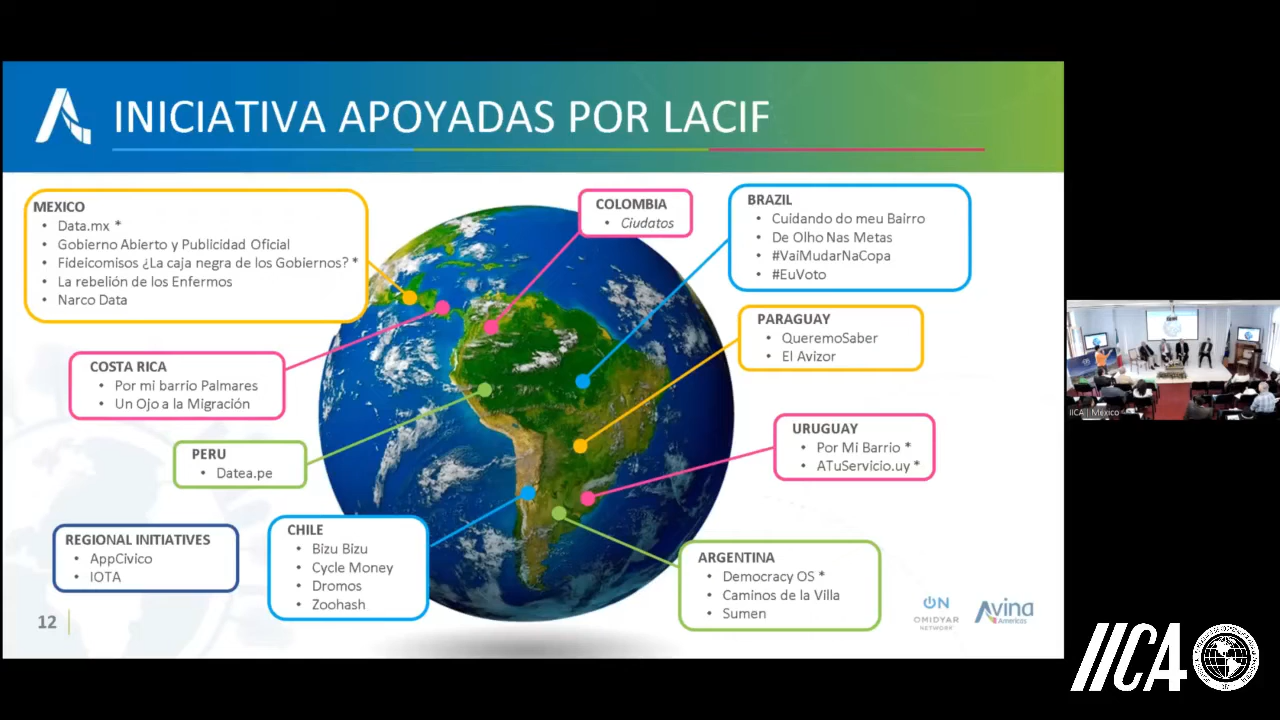 INICIATIVA APOYADAS POR LACIF
MEXICO
• Data.mx *
• Gobierno Abierto y Publicidad Oficial
• Fideicomisos ¿La caja negra de los Gobiernos? *
• La rebelión de los Enfermos
• Narco Data
COLOMBIA
• Ciudatos
BRAZIL
• Cuidando do meu Bairro
• De Olho Nas Metas
• #VaiMudarNaCopa
• #EuVoto
PARAGUAY
• QueremoSaber
• El Avizor
COSTA RICA
• Por mi barrio Palmares
• Un Ojo a la Migración
URUGUAY
• Por Mi Barrio *
• ATuServicio.uy *
PERU
• Datea.pe
REGIONAL INITIATIVES
• AppCívico
• IOTA
CHILE
• Bizu Bizu
• Cycle Money
• Dromos
• Zoohash
ARGENTINA
• Democracy OS *
• Caminos de la Villa
• Sumen
12
ON
OMIDYAR
NETWORK
Avina
Americas
IICA | Mexico
IICA